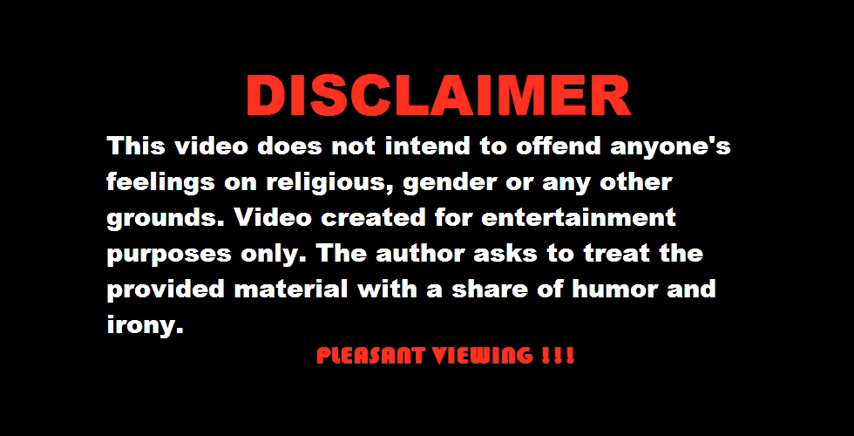 DISCLAIMER
This video does not intend to offend anyone's
feelings on religious, gender or any other
grounds. Video created for entertainment
purposes only. The author asks to treat the
provided material with a share of humor and
irony.
PLEASANT VIEWING !!!